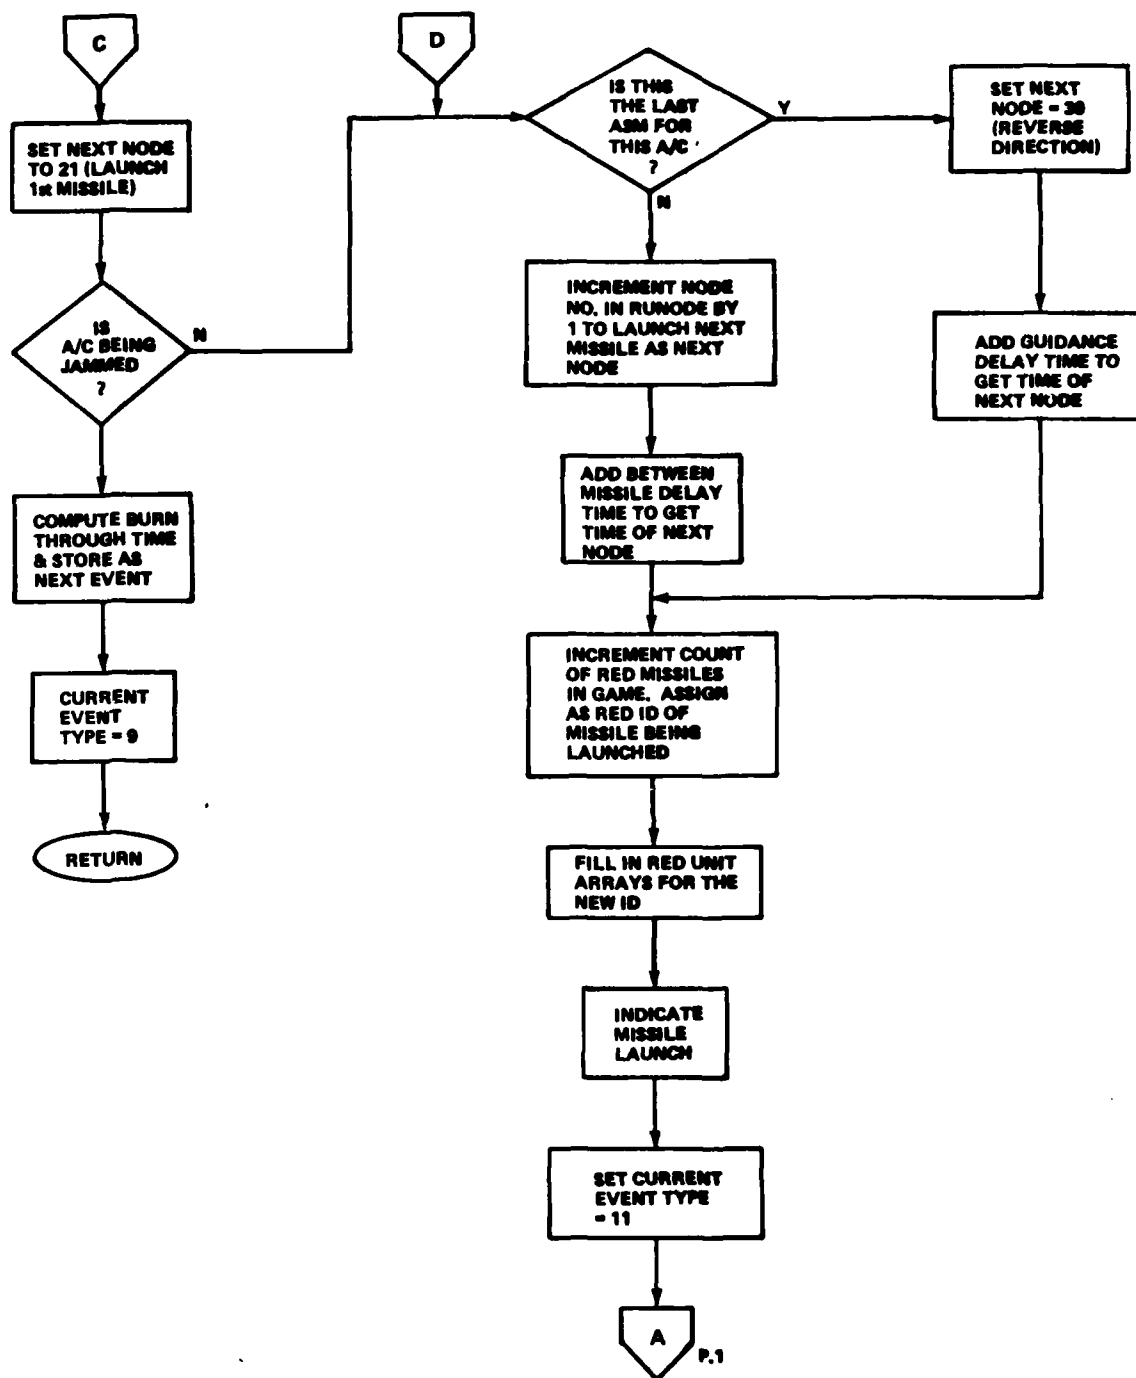 C
SET NEXT NODE
TO 21 (LAUNCH
1st MISSILE)
IS
A/C BEING
JAMMED
?
N
COMPUTE BURN
THROUGH TIME
& STORE AS
NEXT EVENT
CURRENT
EVENT
TYPE = 9
RETURN
D
IS THIS
THE LAST
ASM FOR
THIS A/C
?
Y
N
INCREMENT NODE
NO. IN RUNODE BY
1 TO LAUNCH NEXT
MISSILE AS NEXT
NODE
ADD BETWEEN
MISSILE DELAY
TIME TO GET
TIME OF NEXT
NODE
INCREMENT COUNT
OF RED MISSILES
IN GAME. ASSIGN
AS RED ID OF
MISSILE BEING
LAUNCHED
FILL IN RED UNIT
ARRAYS FOR THE
NEW ID
INDICATE
MISSILE
LAUNCH
SET CURRENT
EVENT TYPE
= 11
A
P.1
SET NEXT
NODE =
(REVERSE
DIRECTION)
ADD GUIDANCE
DELAY TIME TO
GET TIME OF
NEXT NODE